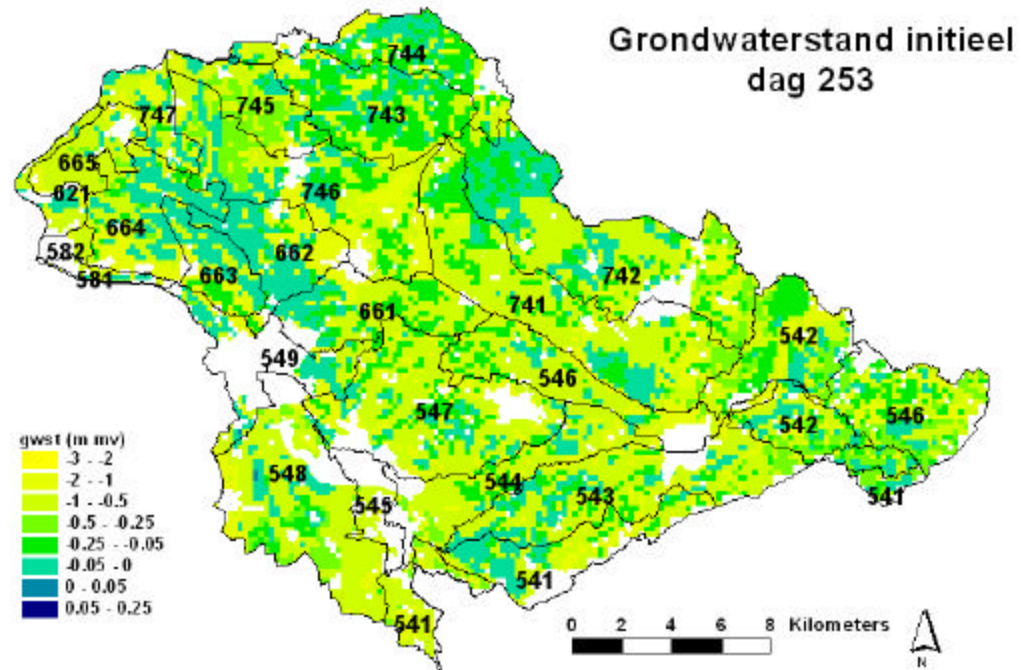 Grondwaterstand initieel
dag 253
744
745
743
747
665
621
746
664
582
662
581
663
742
741
661
542
549
546
547
546
542
548
544
543
545
541
541
541
gwst (m mv)
-3 - -2
-2 - -1
-1 - -0.5
-0.5 - -0.25
-0.25 - -0.05
-0.05 - 0
0 - 0.05
0.05 - 0.25
0 2 4 6 8 Kilometers
N